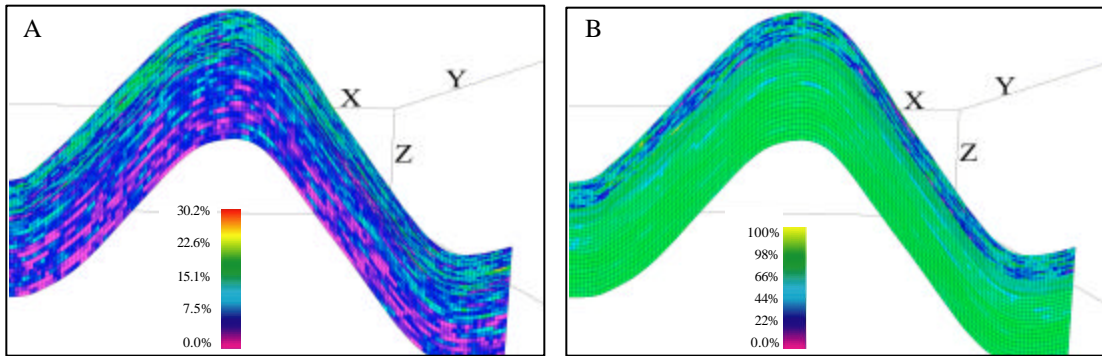 A
X
Y
Z
30.2%
22.6%
15.1%
7.5%
0.0%
B
X
Y
Z
100%
98%
66%
44%
22%
0.0%